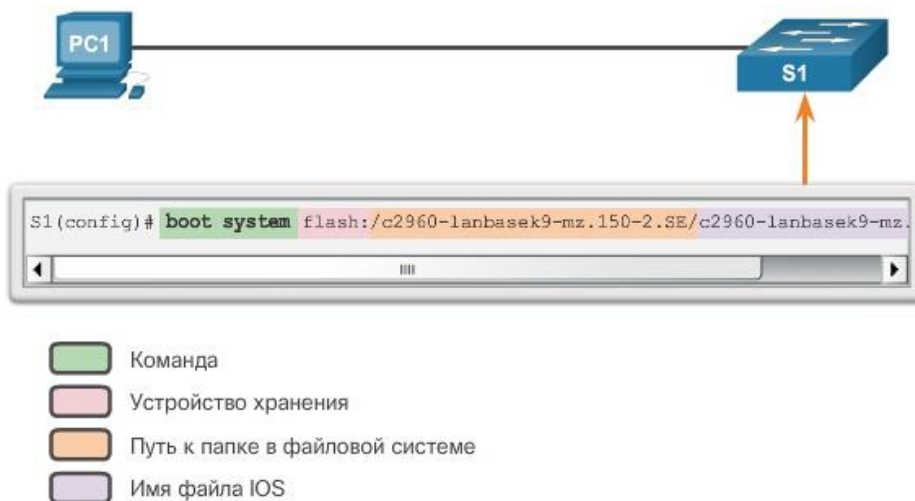 PC1
S1
S1(config)# boot system flash:/c2960-lanbasek9-mz.150-2.SE/c2960-lanbasek9-mz.
Команда
Устройство хранения
Путь к папке в файловой системе
Имя файла IOS